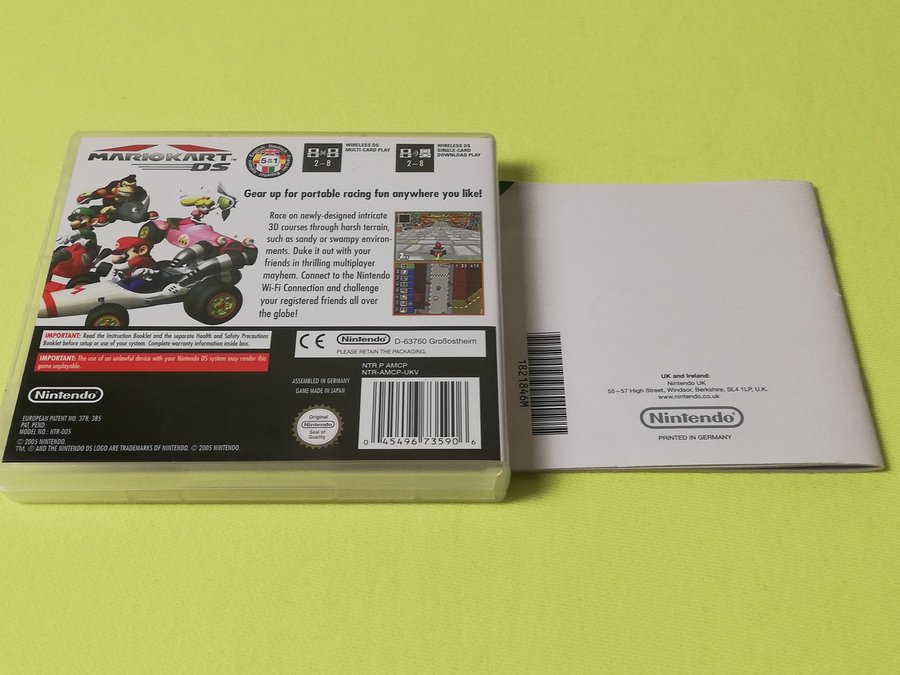 MARIOKART™
DS
English Deutsch
5in1
2–8
WIRELESS DS
MULTI-CARD PLAY
2–8
WIRELESS DS
SINGLE-CARD
DOWNLOAD PLAY
Gear up for portable racing fun anywhere you like!
Race on newly-designed intricate
3D courses through harsh terrain,
such as sandy or swampy environ-
ments. Duke it out with your
friends in thrilling multiplayer
mayhem. Connect to the Nintendo
Wi-Fi Connection and challenge
your registered friends all over
the globe!
IMPORTANT: Read the Instruction Booklet and the separate Health and Safety Precautions
Booklet before setup or use of your system. Complete warranty information inside box.
IMPORTANT: The use of an unlawful device with your Nintendo DS system may render this
game unplayable.
CE Nintendo® D-63760 Großostheim
PLEASE RETAIN THE PACKAGING.
NTR P AMCP
NTR-AMCP-UKV
ASSEMBLED IN GERMANY
GAME MADE IN JAPAN
Nintendo®
EUROPEAN PATENT NO. 378, 385
PAT. PEND.
MODEL NO.: NTR-005
© 2005 NINTENDO.
TM, ® AND THE NINTENDO DS LOGO ARE TRADEMARKS OF NINTENDO. © 2005 NINTENDO.
Original
Nintendo
Seal of
Quality
0 45496 73590 6
1821846M
UK and Ireland:
Nintendo UK
55–57 High Street, Windsor, Berkshire, SL4 1LP, U.K.
www.nintendo.co.uk
Nintendo®
PRINTED IN GERMANY